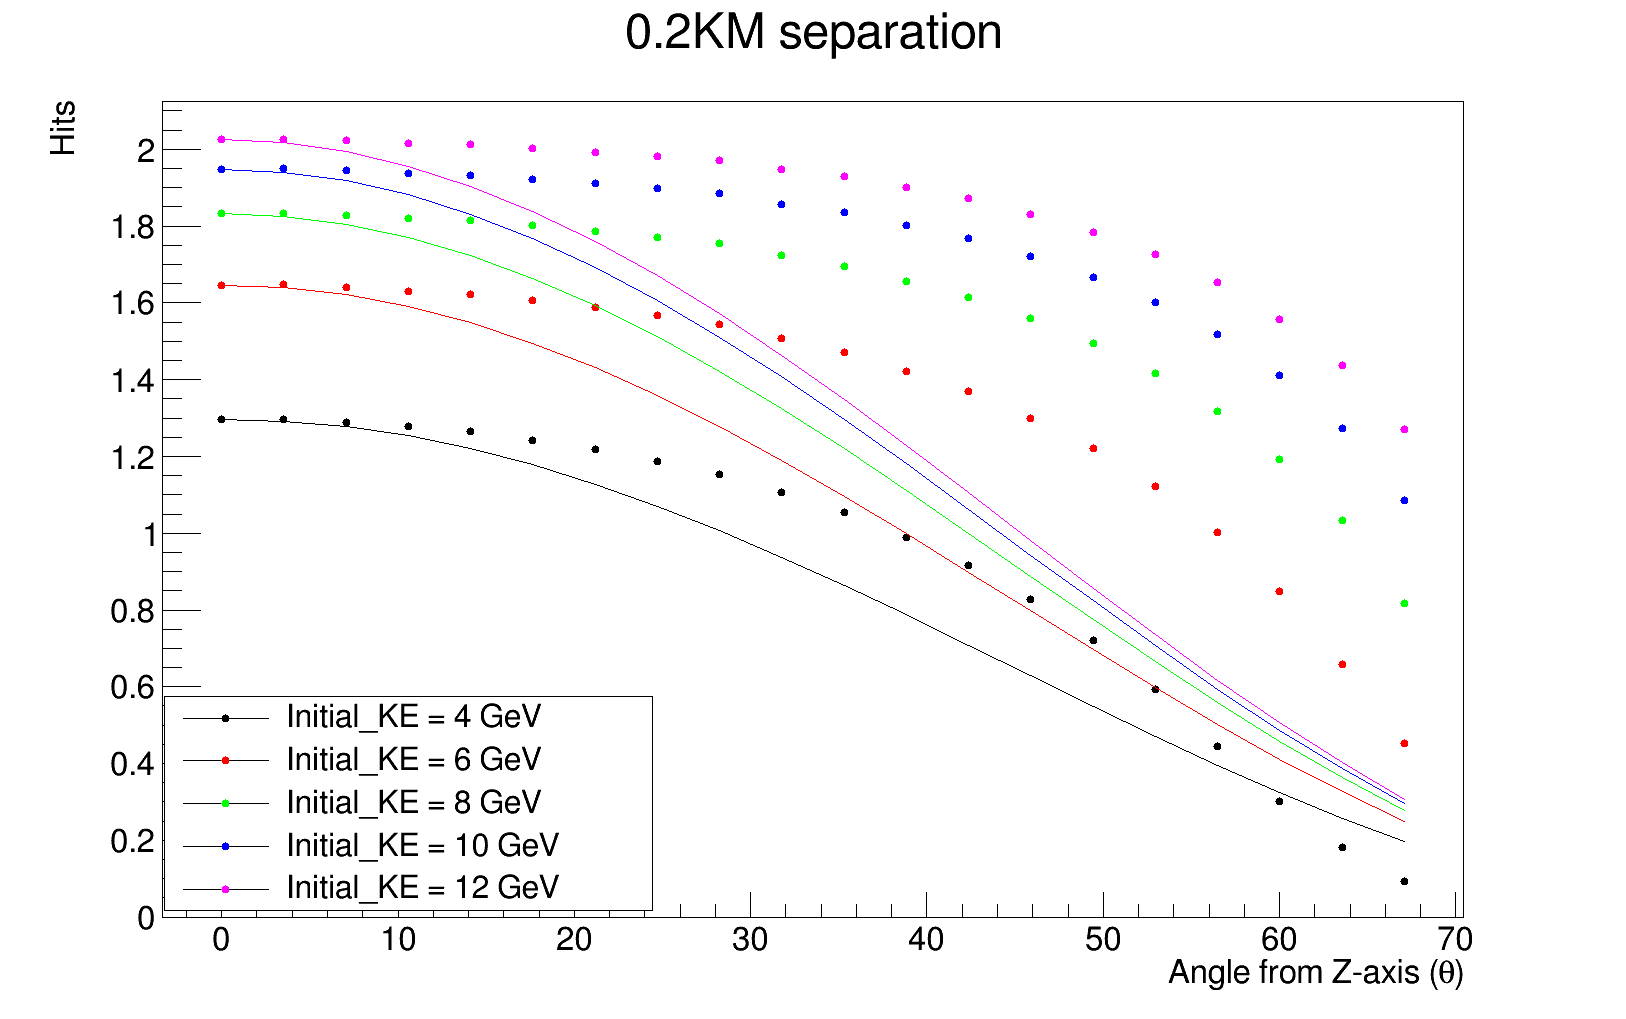 0.2KM separation
Hits
2
1.8
1.6
1.4
1.2
1
0.8
0.6
0.4
0.2
0
Initial_KE = 4 GeV
Initial_KE = 6 GeV
Initial_KE = 8 GeV
Initial_KE = 10 GeV
Initial_KE = 12 GeV
0 10 20 30 40 50 60 70
Angle from Z-axis (θ)